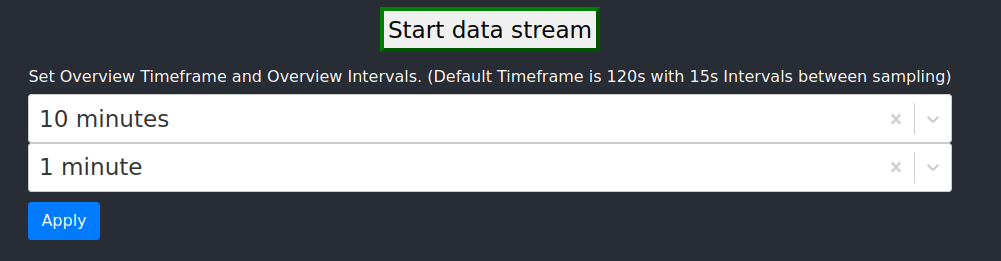 Start data stream
Set Overview Timeframe and Overview Intervals. (Default Timeframe is 120s with 15s Intervals between sampling)
10 minutes
1 minute
Apply